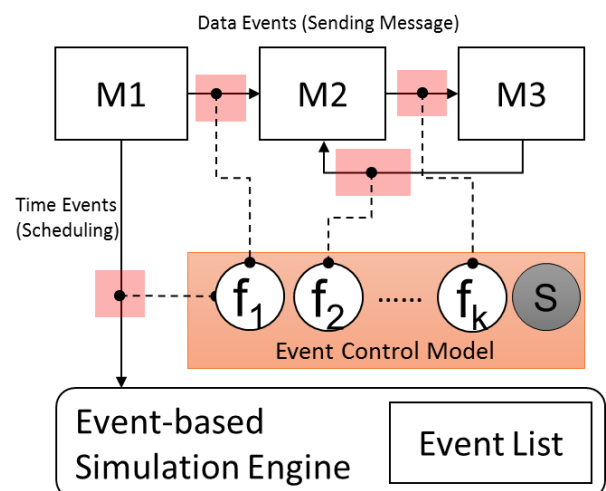 Data Events (Sending Message)
M1
M2
M3
Time Events
(Scheduling)
f1
f2
......
fk
S
Event Control Model
Event-based
Simulation Engine
Event List